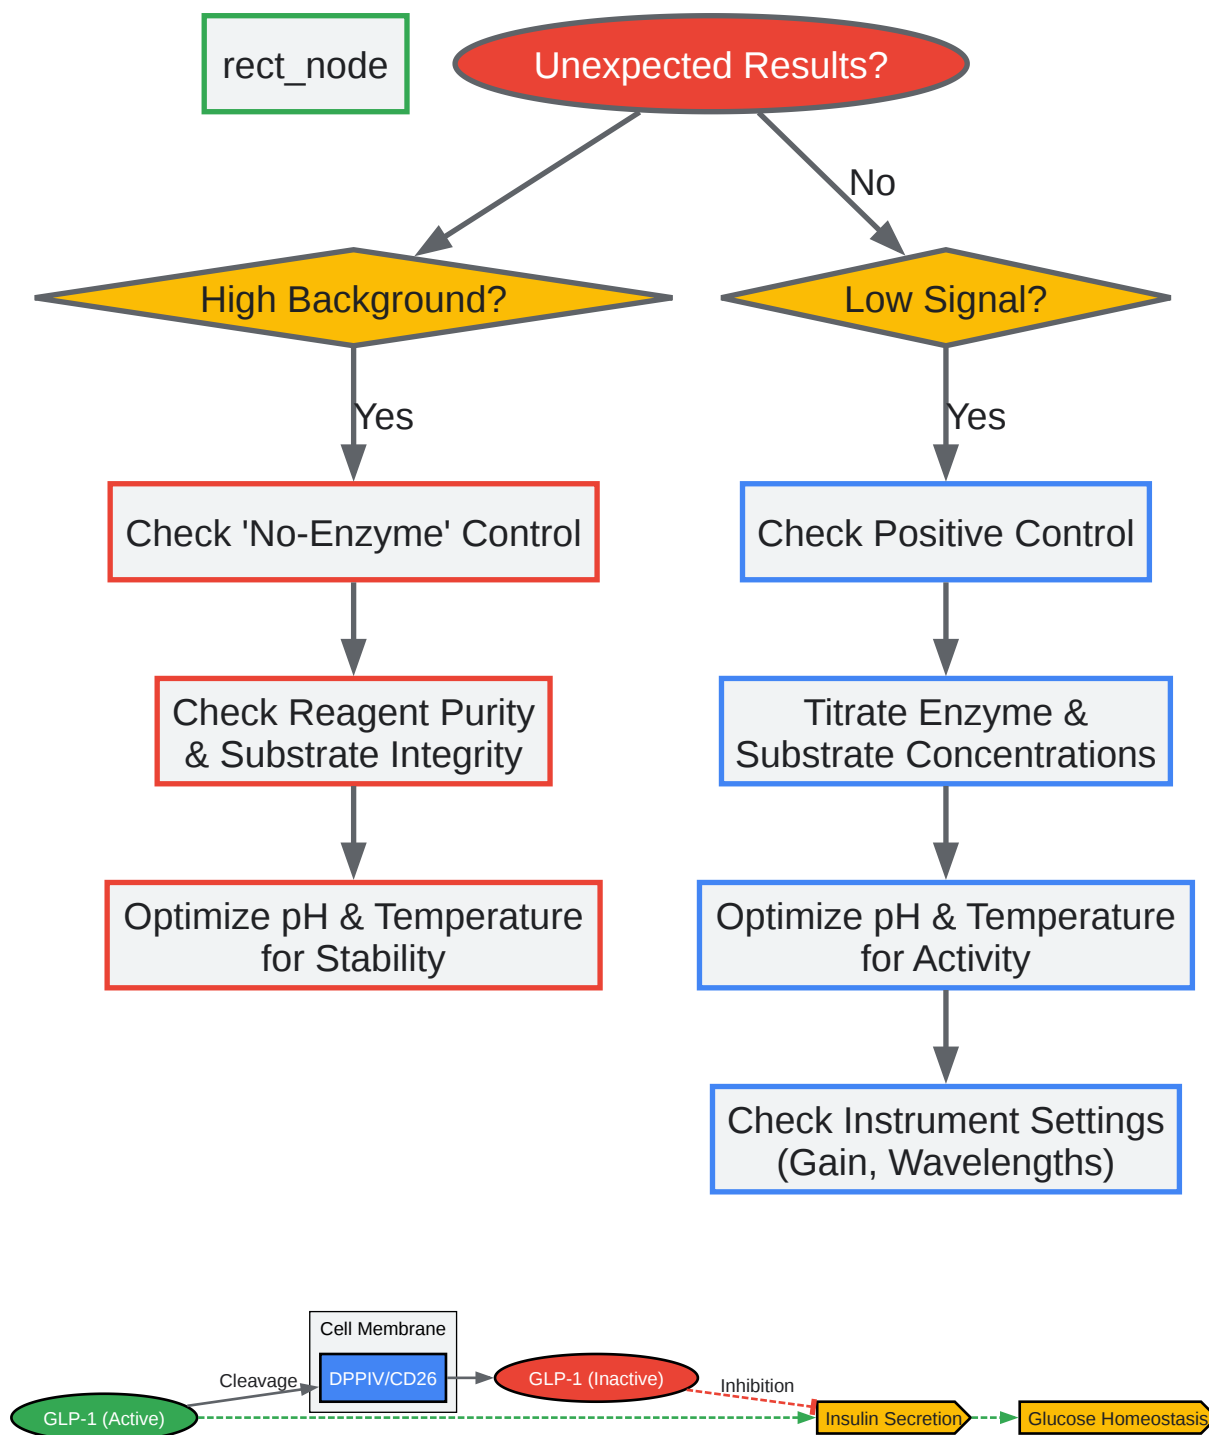 rect_node
Unexpected Results?
No
High Background?
Low Signal?
Yes
Yes
Check 'No-Enzyme' Control
Check Positive Control
Check Reagent Purity
& Substrate Integrity
Titrate Enzyme &
Substrate Concentrations
Optimize pH & Temperature
for Stability
Optimize pH & Temperature
for Activity
Check Instrument Settings
(Gain, Wavelengths)
Cell Membrane
Cleavage
DPPIV/CD26
GLP-1 (Inactive)
Inhibition
GLP-1 (Active)
Insulin Secretion
Glucose Homeostasis